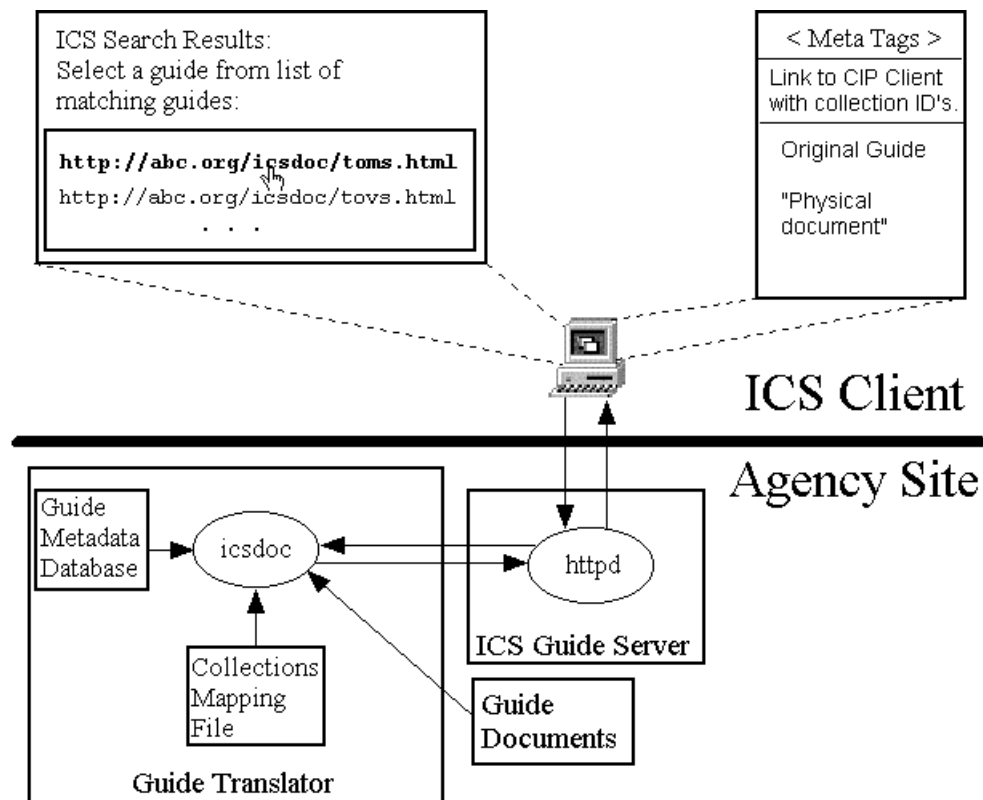 ICS Search Results:
Select a guide from list of
matching guides:
http://abc.org/icsdoc/toms.html
http://abc.org/icsdoc/tovs.html
. . .
< Meta Tags >
Link to CIP Client
with collection ID's.
Original Guide
"Physical
document"
ICS Client
Agency Site
Guide
Metadata
Database
icsdoc
httpd
ICS Guide Server
Collections
Mapping
File
Guide
Documents
Guide Translator